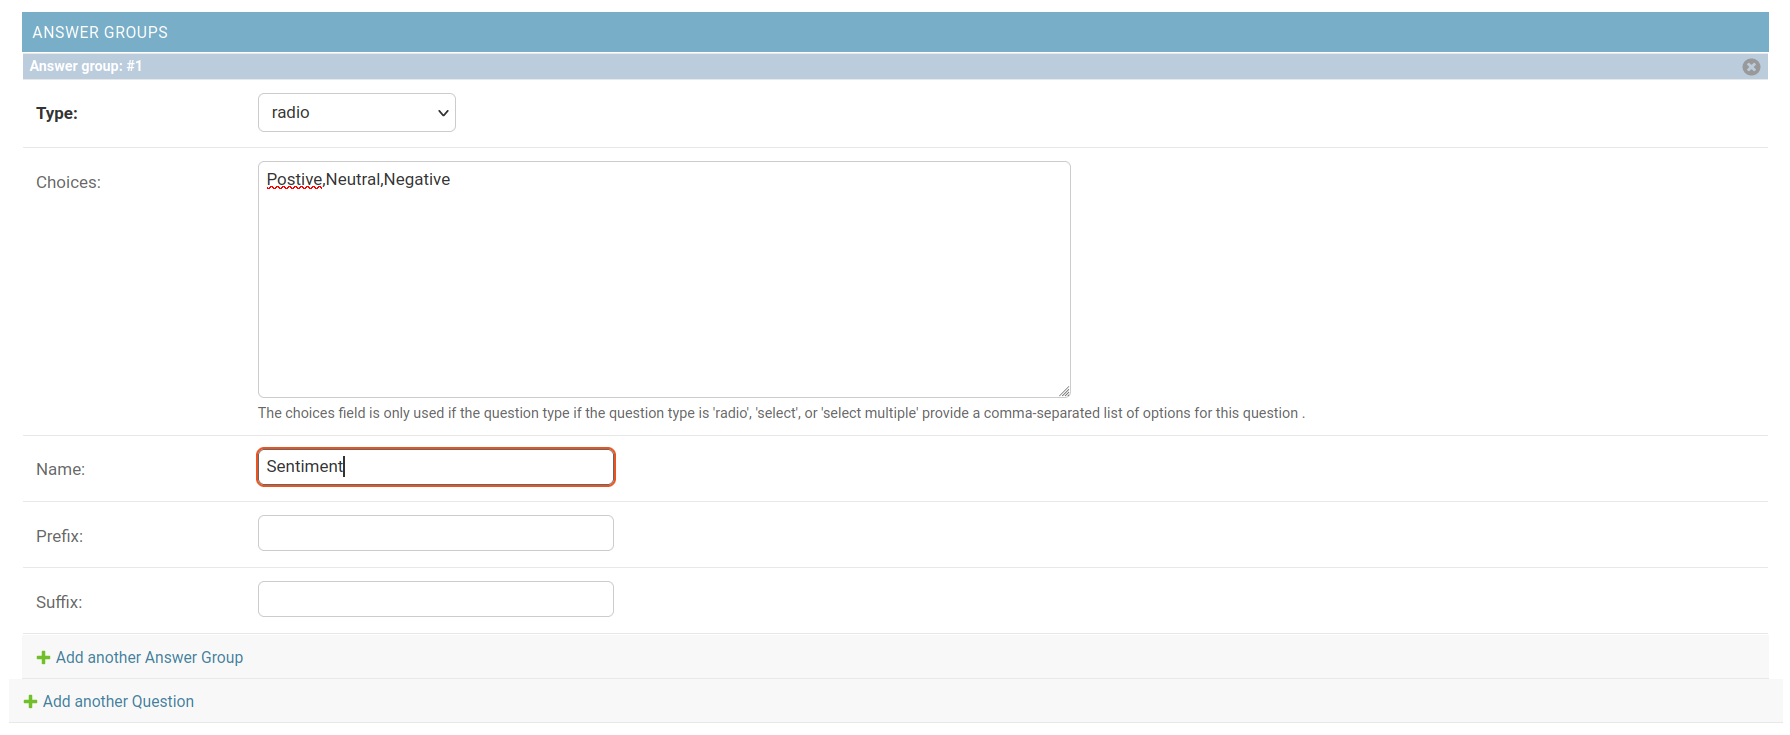 ANSWER GROUPS
Answer group: #1
Type: radio
Choices: Postive,Neutral,Negative
The choices field is only used if the question type if the question type is 'radio', 'select', or 'select multiple' provide a comma-separated list of options for this question .
Name: Sentiment
Prefix:
Suffix:
Add another Answer Group
Add another Question